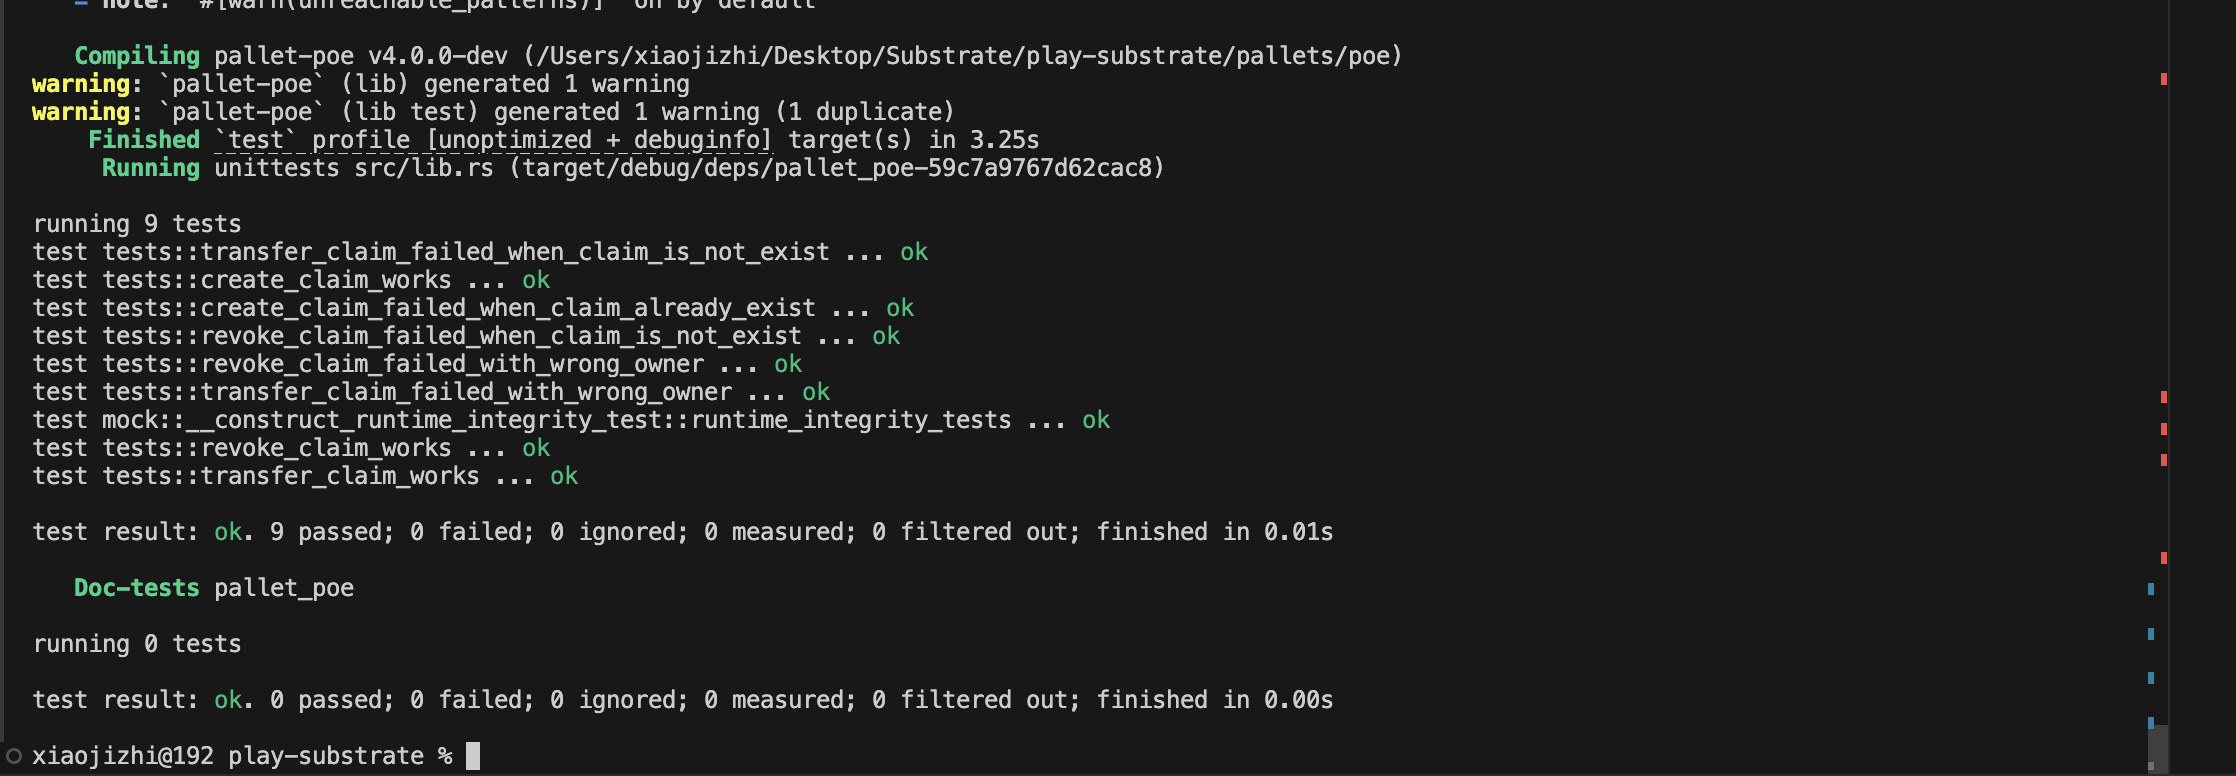 = note: `#[warn(unreachable_patterns)]` on by default
Compiling pallet-poe v4.0.0-dev (/Users/xiaojizhi/Desktop/Substrate/play-substrate/pallets/poe)
warning: `pallet-poe` (lib) generated 1 warning
warning: `pallet-poe` (lib test) generated 1 warning (1 duplicate)
Finished `test` profile [unoptimized + debuginfo] target(s) in 3.25s
Running unittests src/lib.rs (target/debug/deps/pallet_poe-59c7a9767d62cac8)
running 9 tests
test tests::transfer_claim_failed_when_claim_is_not_exist ... ok
test tests::create_claim_works ... ok
test tests::create_claim_failed_when_claim_already_exist ... ok
test tests::revoke_claim_failed_when_claim_is_not_exist ... ok
test tests::revoke_claim_failed_with_wrong_owner ... ok
test tests::transfer_claim_failed_with_wrong_owner ... ok
test mock::__construct_runtime_integrity_test::runtime_integrity_tests ... ok
test tests::revoke_claim_works ... ok
test tests::transfer_claim_works ... ok
test result: ok. 9 passed; 0 failed; 0 ignored; 0 measured; 0 filtered out; finished in 0.01s
Doc-tests pallet_poe
running 0 tests
test result: ok. 0 passed; 0 failed; 0 ignored; 0 measured; 0 filtered out; finished in 0.00s
xiaojizhi@192 play-substrate %